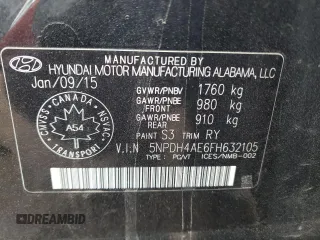 MANUFACTURED BY
HYUNDAI MOTOR MANUFACTURING ALABAMA, LLC
Jan/09/15
GVWR/PNBV 1760 kg
GAWR/PNBE FRONT 980 kg
GAWR/PNBE REAR 910 kg
PAINT S3 TRIM RY
V.I.N 5NPDH4AE6FH632105
TYPE: PC/VT ICES/NMB-002
CANADA
CMVSS
NSVAC
A54
TRANSPORT
DREAMBID